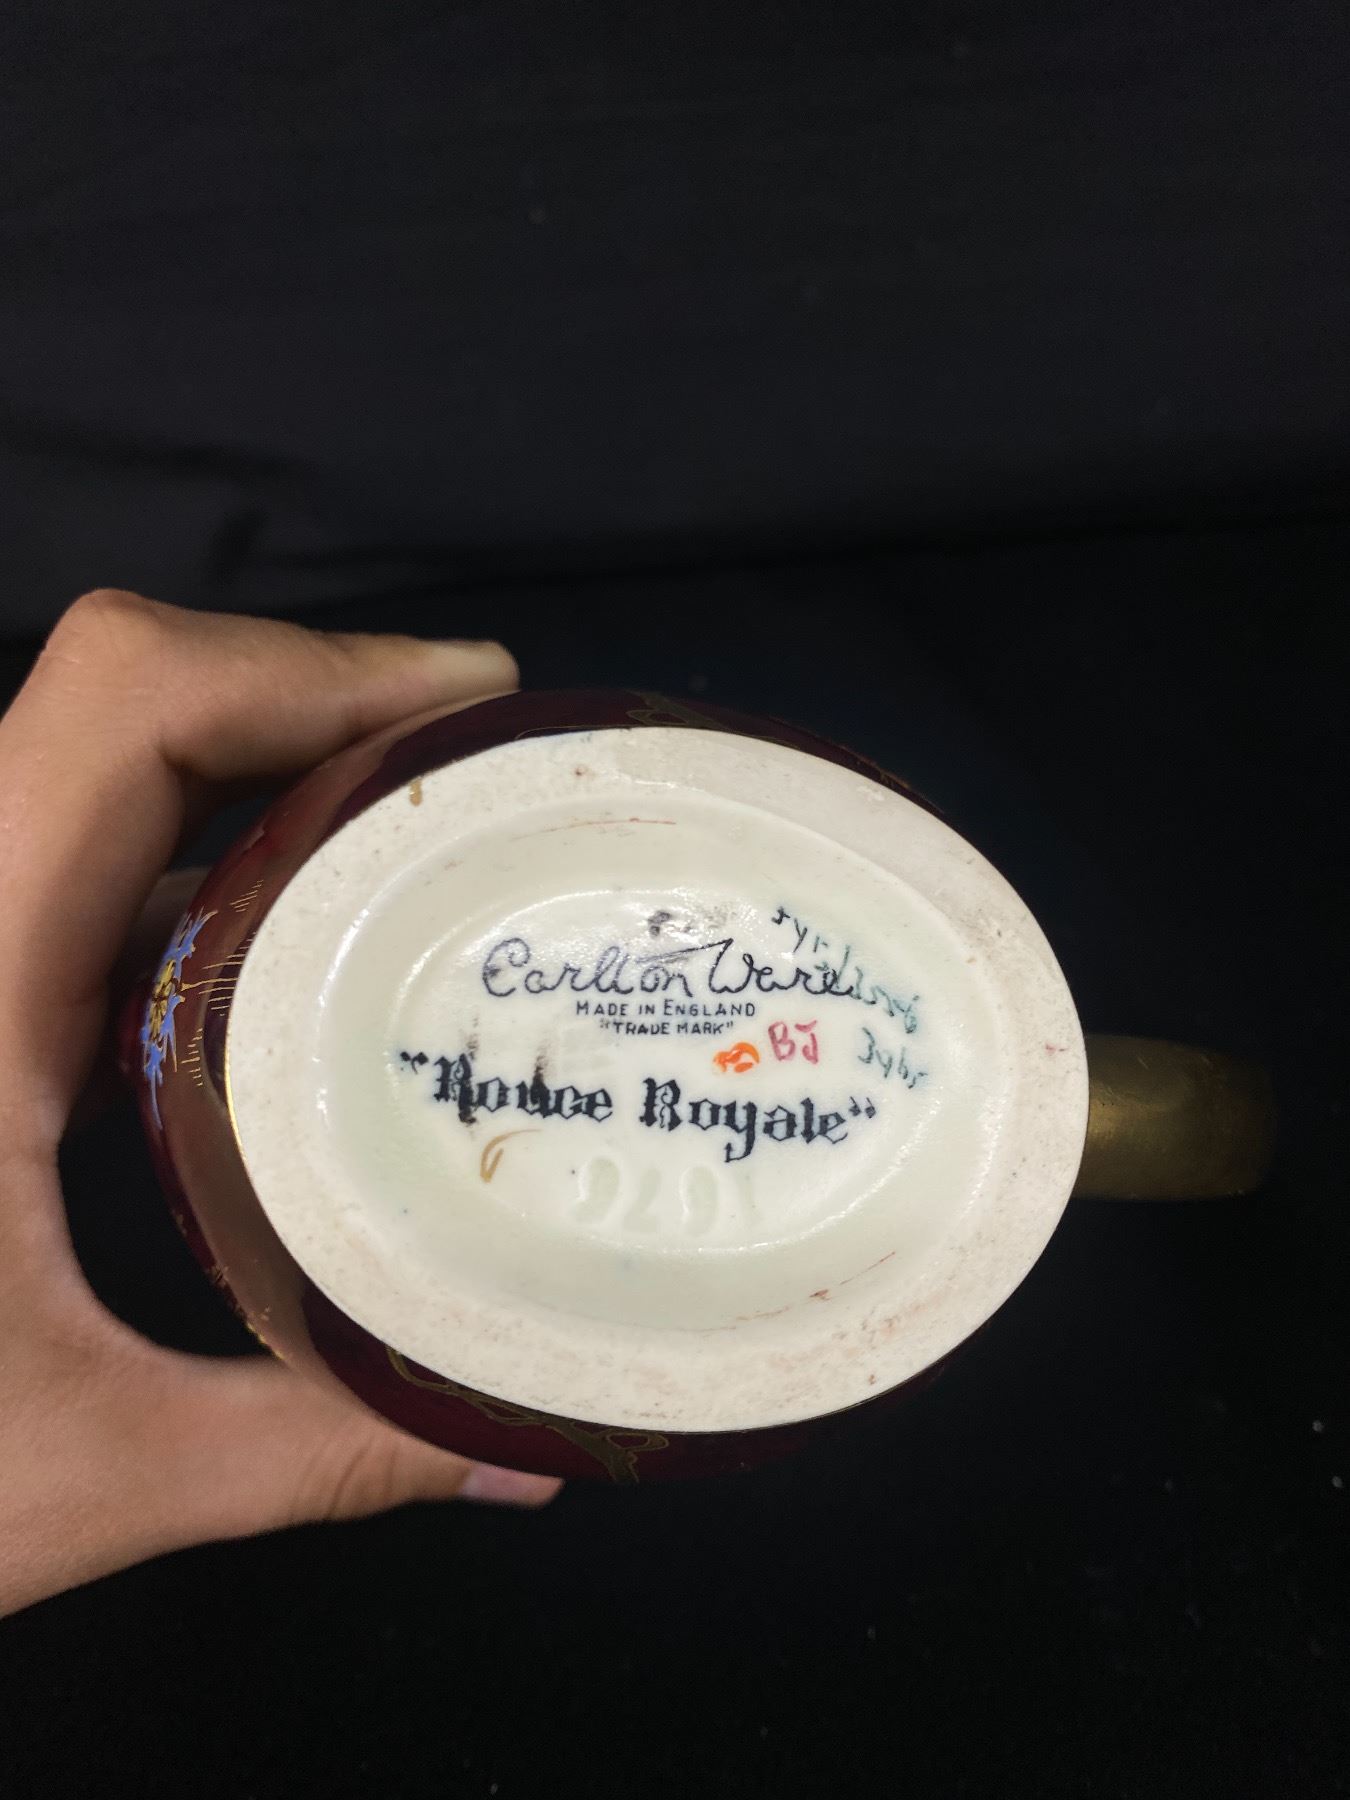 Carlton Ware
MADE IN ENGLAND
"TRADE MARK"
BJ
"Rouge Royale"